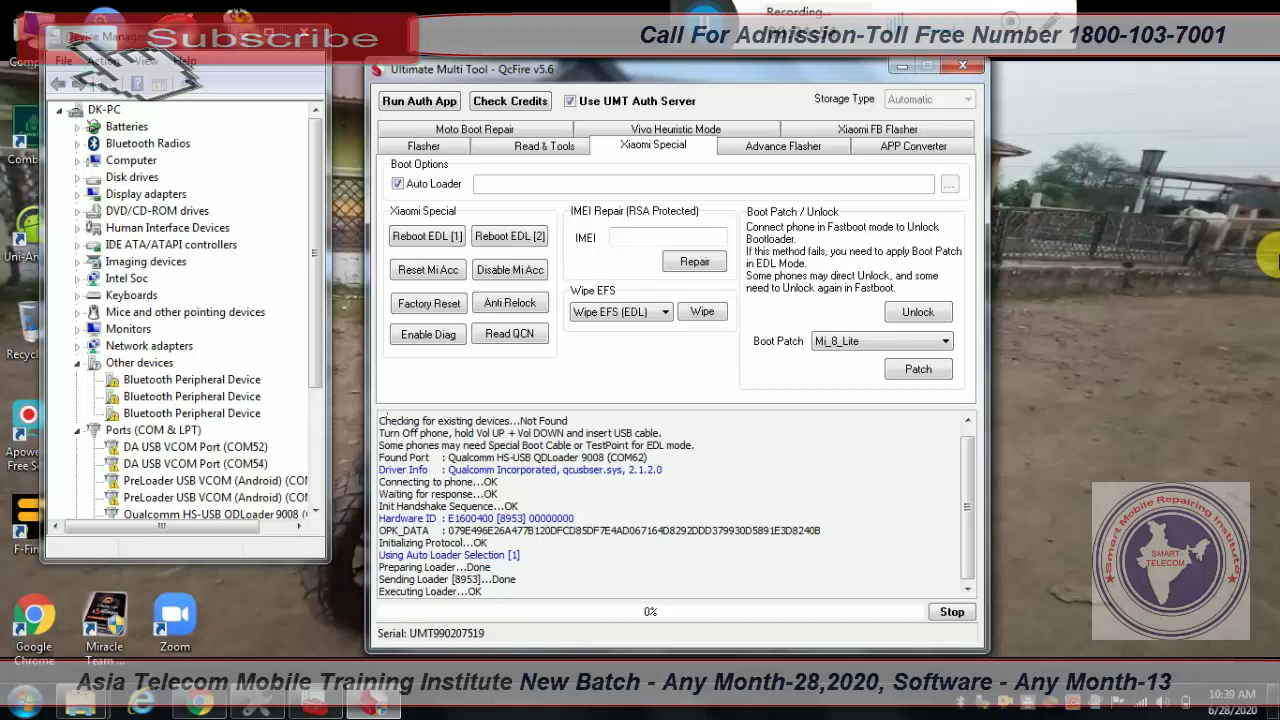 Subscribe
Recording...
Call For Admission-Toll Free Number 1800-103-7001
Device Manager
File Action View Help
DK-PC
Batteries
Bluetooth Radios
Computer
Disk drives
Display adapters
DVD/CD-ROM drives
Human Interface Devices
IDE ATA/ATAPI controllers
Imaging devices
Intel Soc
Keyboards
Mice and other pointing devices
Monitors
Network adapters
Other devices
Bluetooth Peripheral Device
Bluetooth Peripheral Device
Bluetooth Peripheral Device
Ports (COM & LPT)
DA USB VCOM Port (COM52)
DA USB VCOM Port (COM54)
PreLoader USB VCOM (Android) (COM
PreLoader USB VCOM (Android) (COM
Qualcomm HS-USB QDLoader 9008 (
Ultimate Multi Tool - QcFire v5.6
Run Auth App Check Credits Use UMT Auth Server Storage Type Automatic
Moto Boot Repair Vivo Heuristic Mode Xiaomi FB Flasher
Flasher Read & Tools Xiaomi Special Advance Flasher APP Converter
Boot Options
Auto Loader ...
Xiaomi Special
Reboot EDL [1] Reboot EDL [2]
Reset Mi Acc Disable Mi Acc
Factory Reset Anti Relock
Enable Diag Read QCN
IMEI Repair (RSA Protected)
IMEI
Repair
Wipe EFS
Wipe EFS (EDL) Wipe
Boot Patch / Unlock
Connect phone in Fastboot mode to Unlock
Bootloader.
If this method fails, you need to apply Boot Patch
in EDL Mode.
Some phones may direct Unlock, and some
need to Unlock again in Fastboot.
Unlock
Boot Patch Mi_8_Lite
Patch
Checking for existing devices...Not Found
Turn Off phone, hold Vol UP + Vol DOWN and insert USB cable.
Some phones may need Special Boot Cable or TestPoint for EDL mode.
Found Port : Qualcomm HS-USB QDLoader 9008 (COM62)
Driver Info : Qualcomm Incorporated, qcusbser.sys, 2.1.2.0
Connecting to phone...OK
Waiting for response...OK
Init Handshake Sequence...OK
Hardware ID : E1600400 [8953] 00000000
OPK_DATA : 079E496E26A477B120DFCD85DF7E4AD067164D8292DDD379930D5891E3D8240B
Initializing Protocol...OK
Using Auto Loader Selection [1]
Preparing Loader...Done
Sending Loader [8953]...Done
Executing Loader...OK
0% Stop
Serial: UMT990207519
Google
Chrome
Miracle
Team ...
Zoom
Smart Mobile Repairing Institute
SMART
TELECOM
Asia Telecom Mobile Training Institute New Batch - Any Month-28,2020, Software - Any Month-13
10:39 AM
6/28/2020